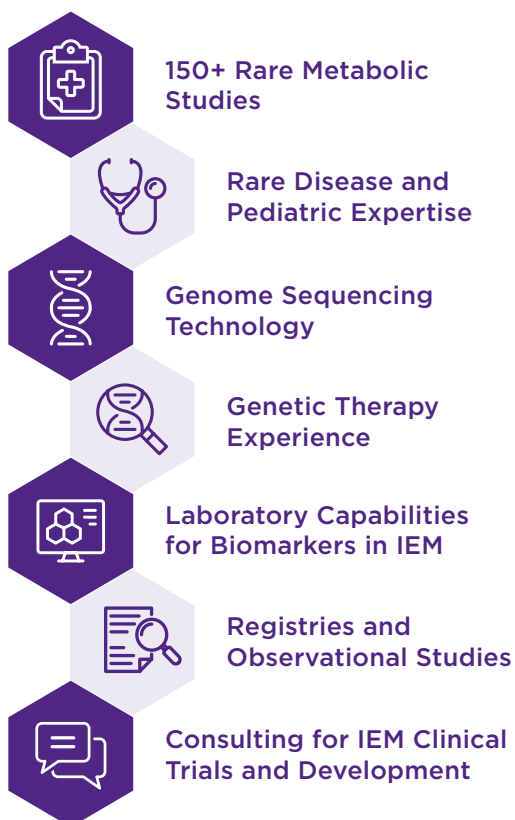 150+ Rare Metabolic
Studies
Rare Disease and
Pediatric Expertise
Genome Sequencing
Technology
Genetic Therapy
Experience
Laboratory Capabilities
for Biomarkers in IEM
Registries and
Observational Studies
Consulting for IEM Clinical
Trials and Development